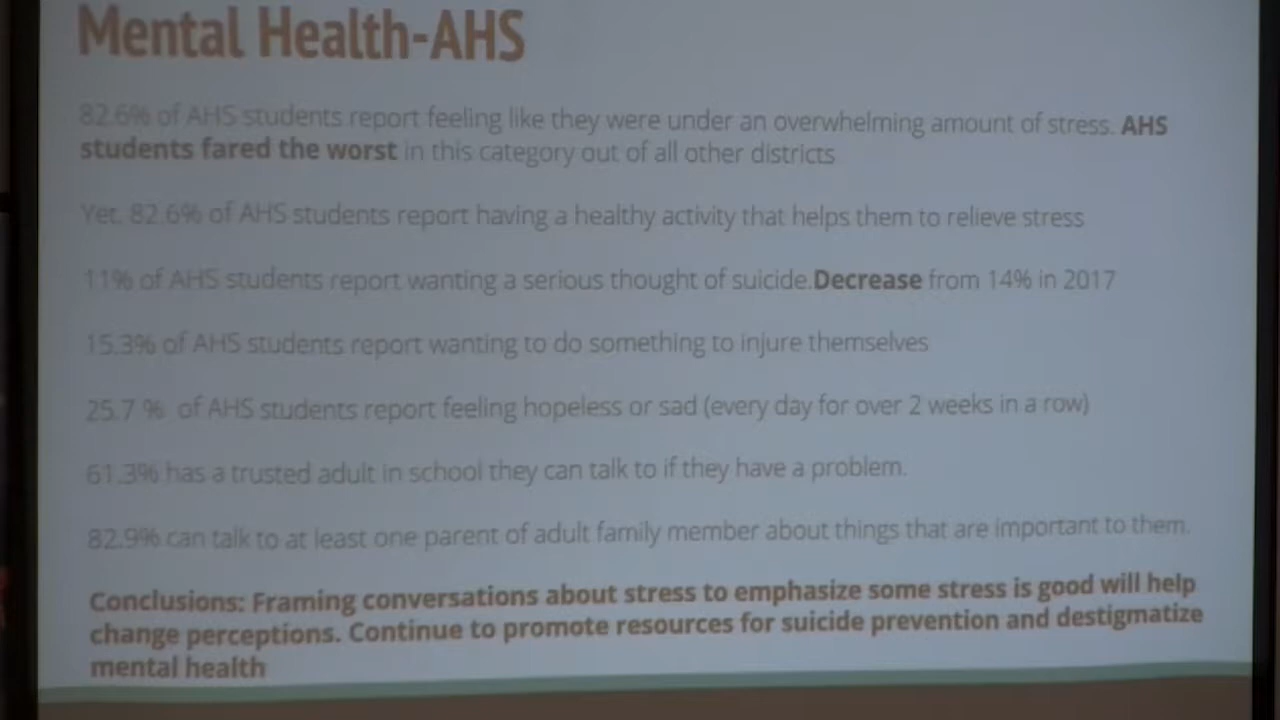 Mental Health-AHS
82.6% of AHS students report feeling like they were under an overwhelming amount of stress. AHS
students fared the worst in this category out of all other districts
Yet, 82.6% of AHS students report having a healthy activity that helps them to relieve stress
11% of AHS students report wanting a serious thought of suicide.Decrease from 14% in 2017
15.3% of AHS students report wanting to do something to injure themselves
25.7 % of AHS students report feeling hopeless or sad (every day for over 2 weeks in a row)
61.3% has a trusted adult in school they can talk to if they have a problem.
82.9% can talk to at least one parent of adult family member about things that are important to them.
Conclusions: Framing conversations about stress to emphasize some stress is good will help
change perceptions. Continue to promote resources for suicide prevention and destigmatize
mental health